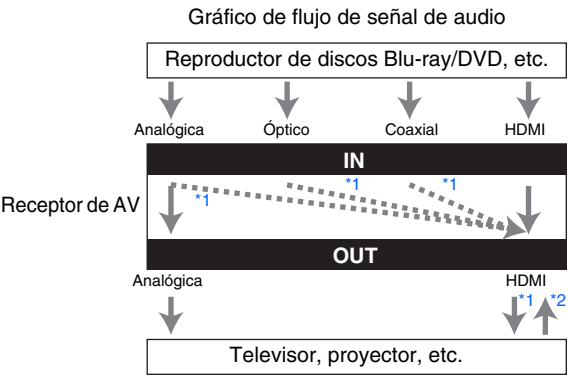 Gráfico de flujo de señal de audio
Reproductor de discos Blu-ray/DVD, etc.
Analógica Óptico Coaxial HDMI
IN
*1 *1 *1
Receptor de AV
OUT
Analógica HDMI
*1 *2
Televisor, proyector, etc.